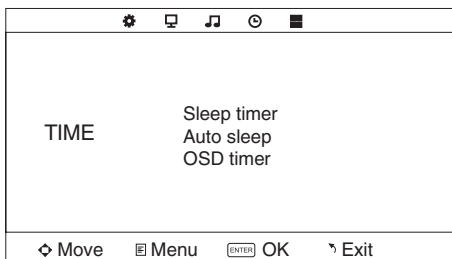 Sleep timer
TIME Auto sleep
OSD timer
Move Menu ENTER OK Exit